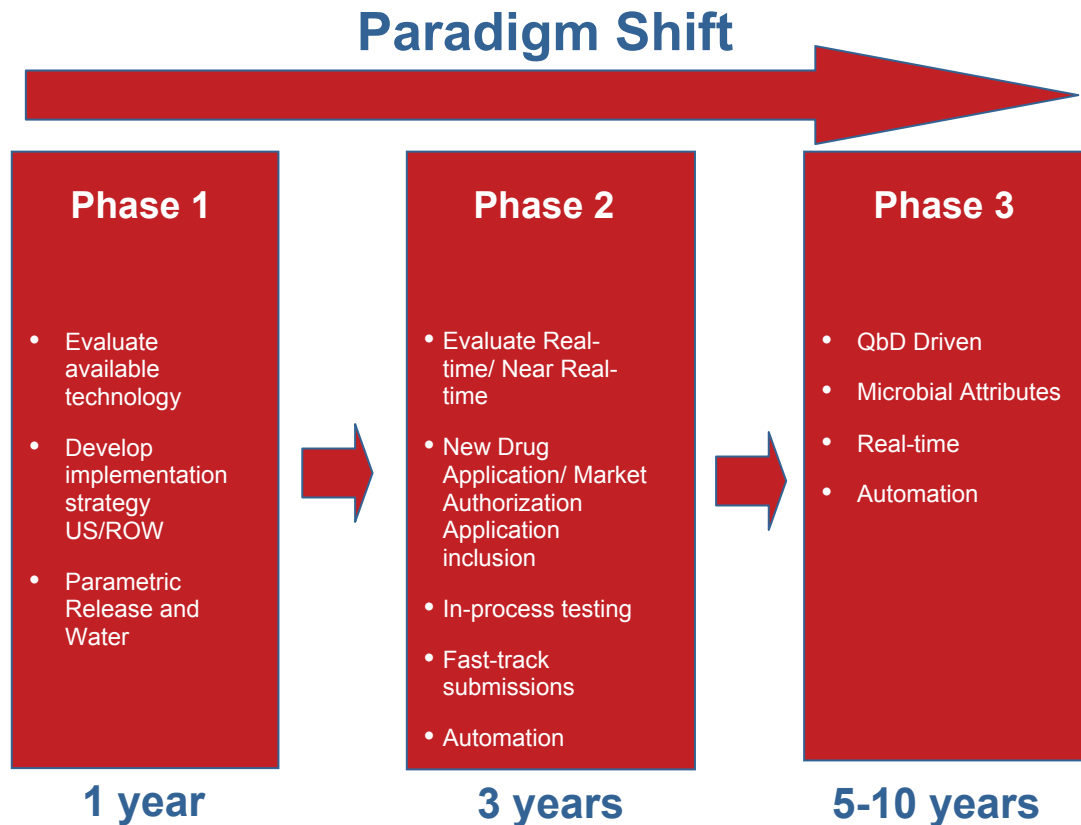 Paradigm Shift
Phase 1
• Evaluate
available
technology
• Develop
implementation
strategy
US/ROW
• Parametric
Release and
Water
1 year
Phase 2
• Evaluate Real-
time/ Near Real-
time
• New Drug
Application/ Market
Authorization
Application
inclusion
• In-process testing
• Fast-track
submissions
• Automation
3 years
Phase 3
• QbD Driven
• Microbial Attributes
• Real-time
• Automation
5-10 years